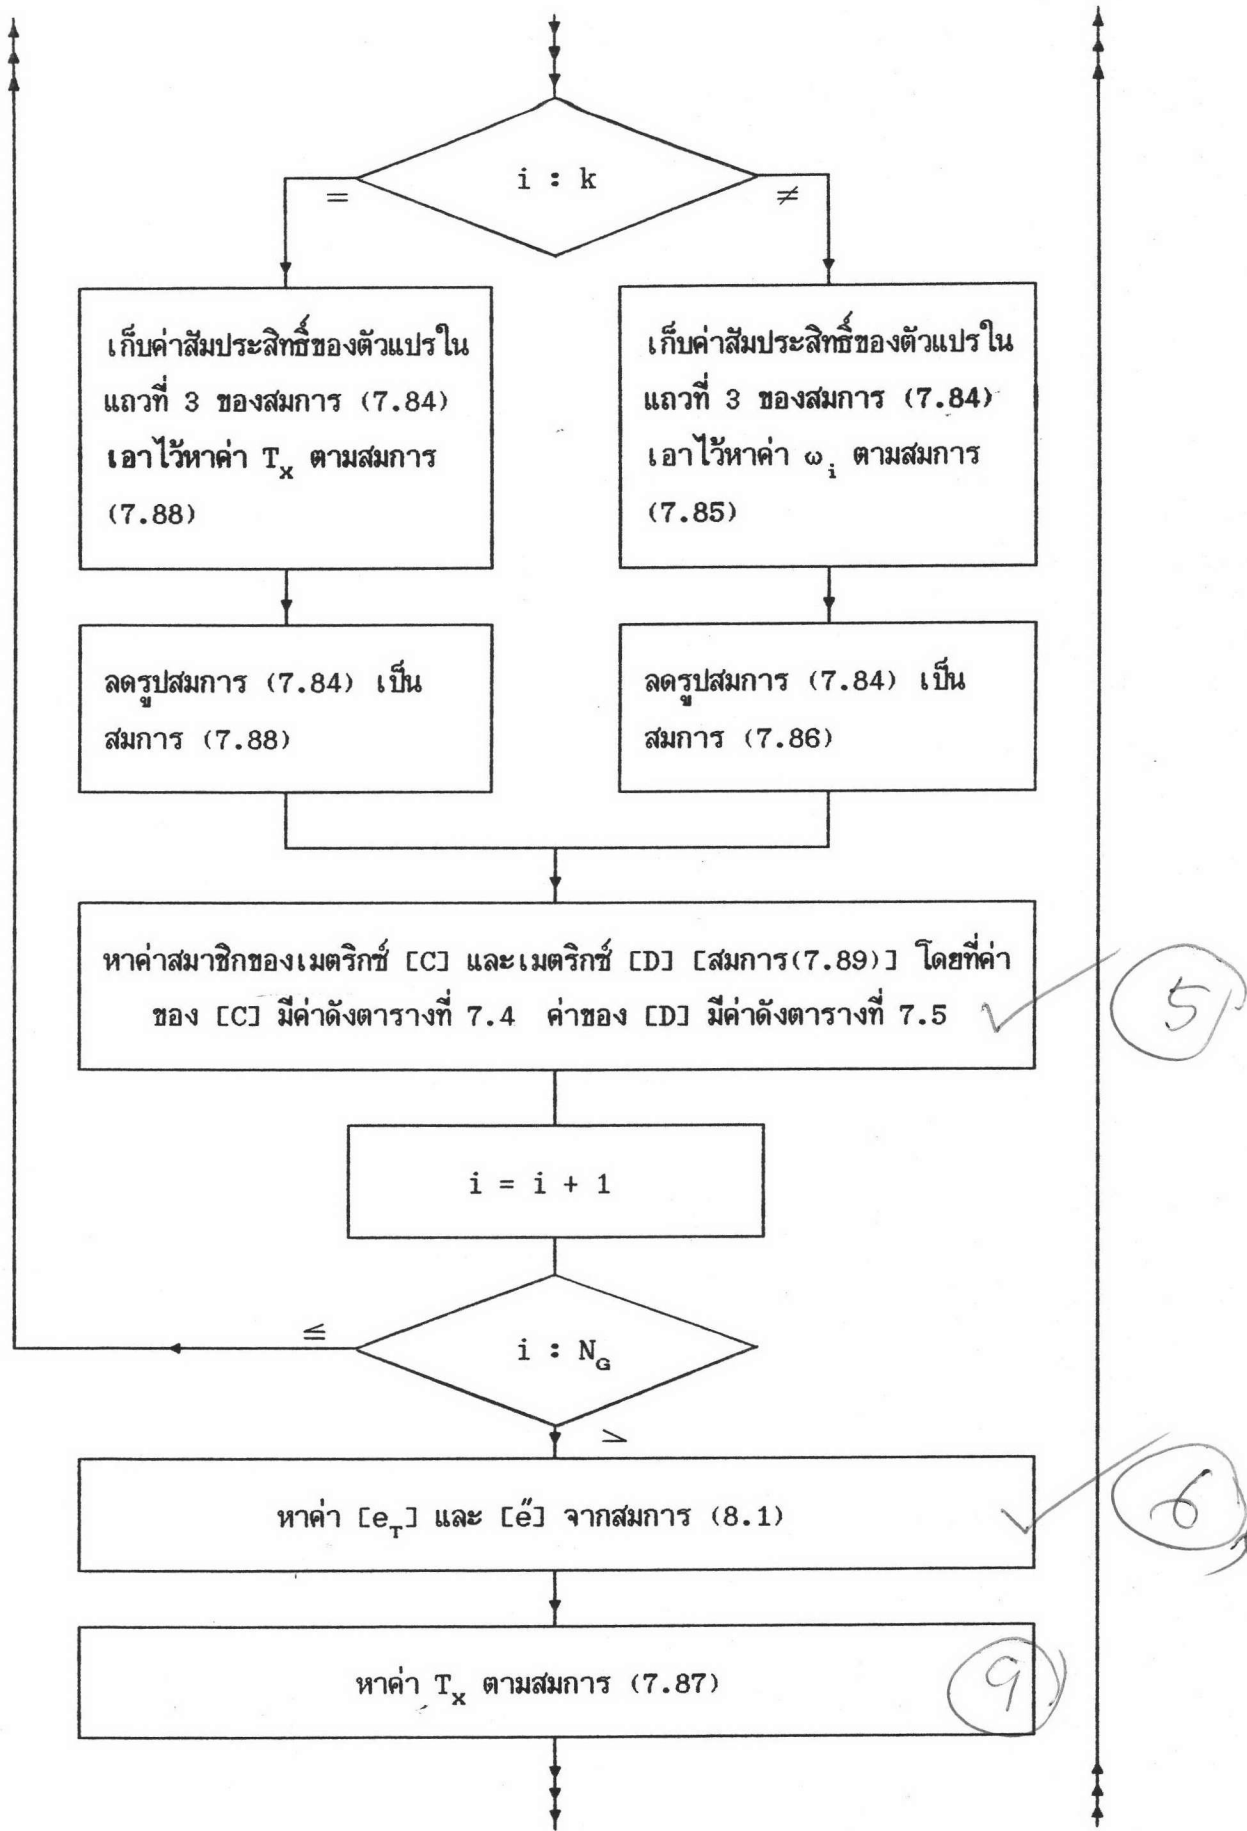 i : k
=
≠
เก็บค่าสัมประสิทธิ์ของตัวแปรใน
แถวที่ 3 ของสมการ (7.84)
เอาไว้หาค่า T_x ตามสมการ
(7.88)
เก็บค่าสัมประสิทธิ์ของตัวแปรใน
แถวที่ 3 ของสมการ (7.84)
เอาไว้หาค่า ω_i ตามสมการ
(7.85)
ลดรูปสมการ (7.84) เป็น
สมการ (7.88)
ลดรูปสมการ (7.84) เป็น
สมการ (7.86)
หาค่าสมาชิกของเมตริกซ์ [C] และเมตริกซ์ [D] [สมการ(7.89)] โดยที่ค่า
ของ [C] มีค่าดังตารางที่ 7.4 ค่าของ [D] มีค่าดังตารางที่ 7.5
5
i = i + 1
≤
i : N_G
>
หาค่า [e_T] และ [e″] จากสมการ (8.1)
6
หาค่า T_x ตามสมการ (7.87)
9